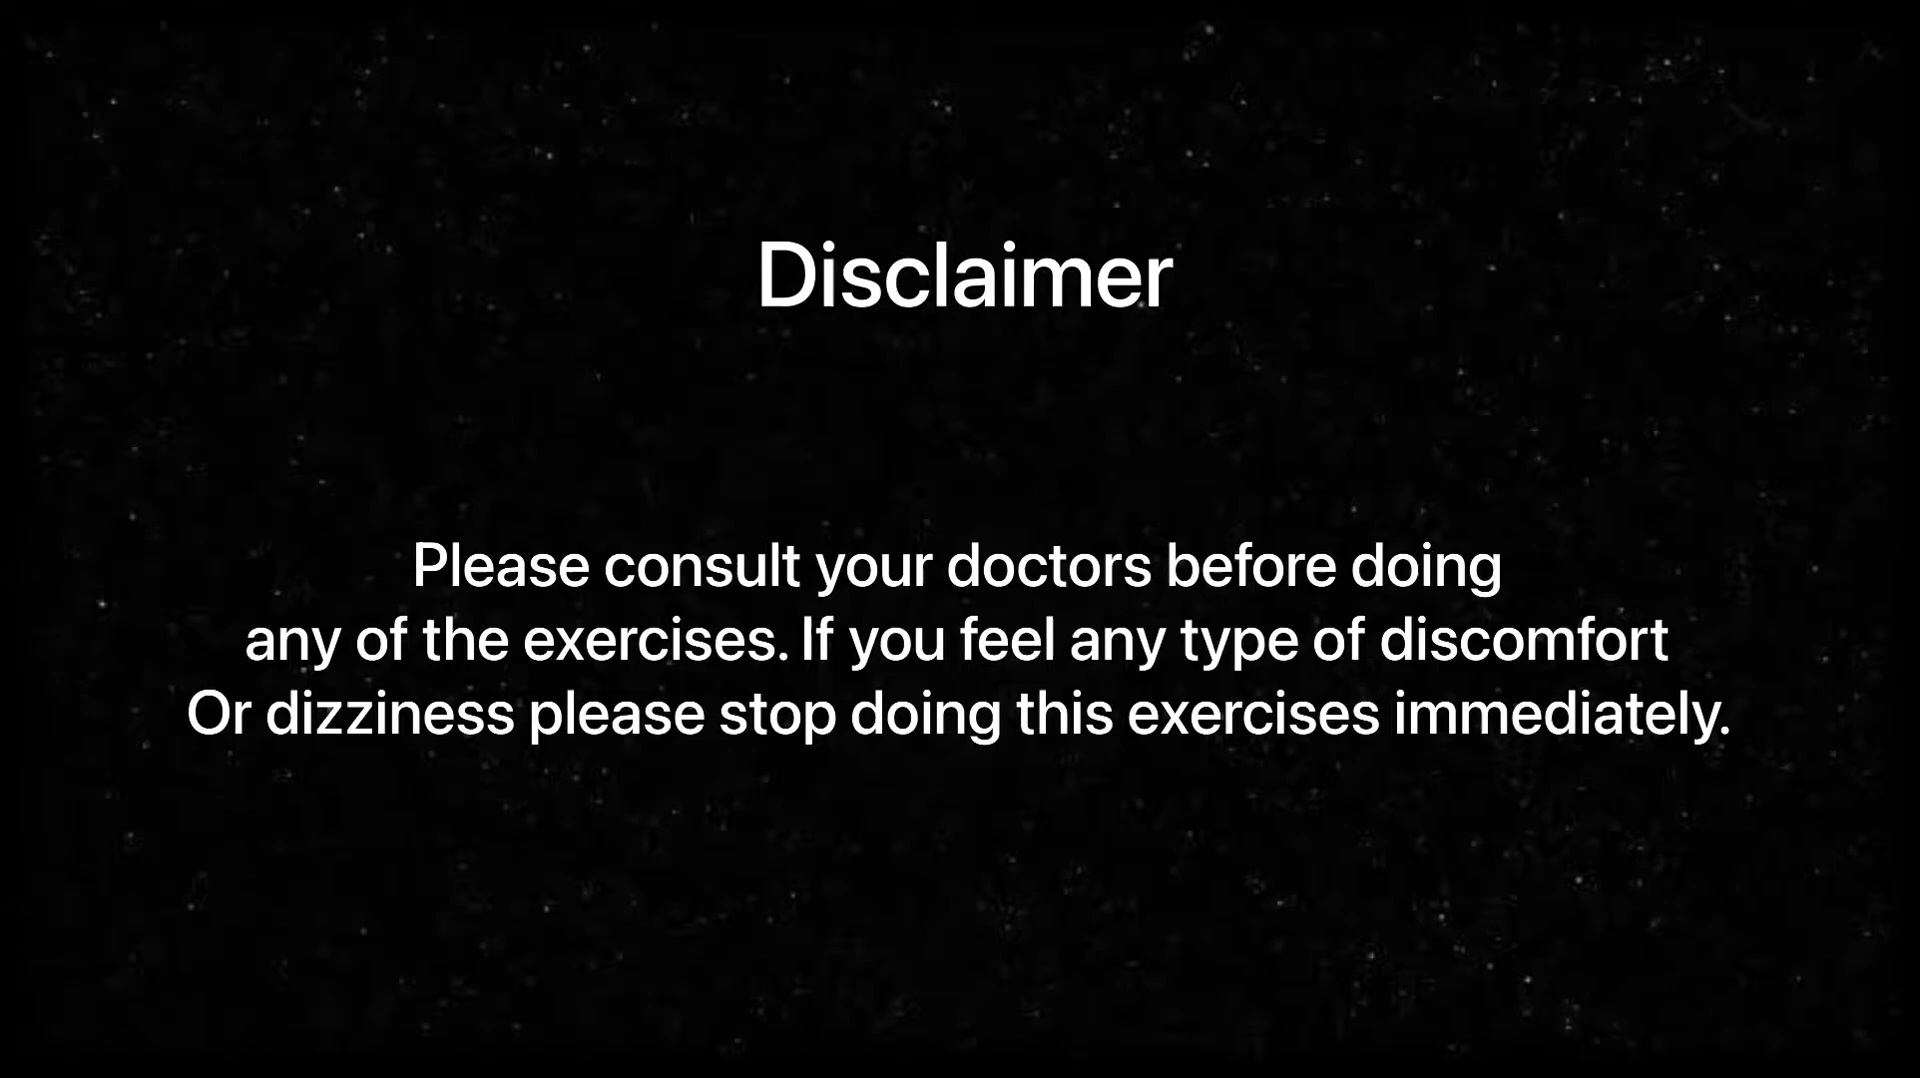 Disclaimer
Please consult your doctors before doing
any of the exercises. If you feel any type of discomfort
Or dizziness please stop doing this exercises immediately.